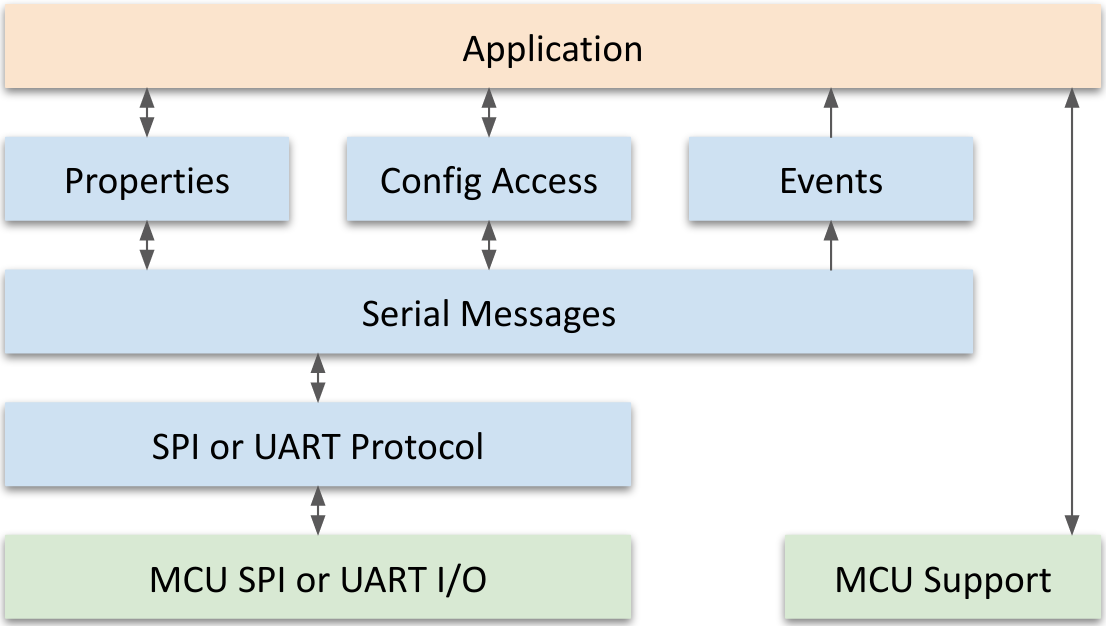 Application
Properties
Config Access
Events
Serial Messages
SPI or UART Protocol
MCU SPI or UART I/O
MCU Support